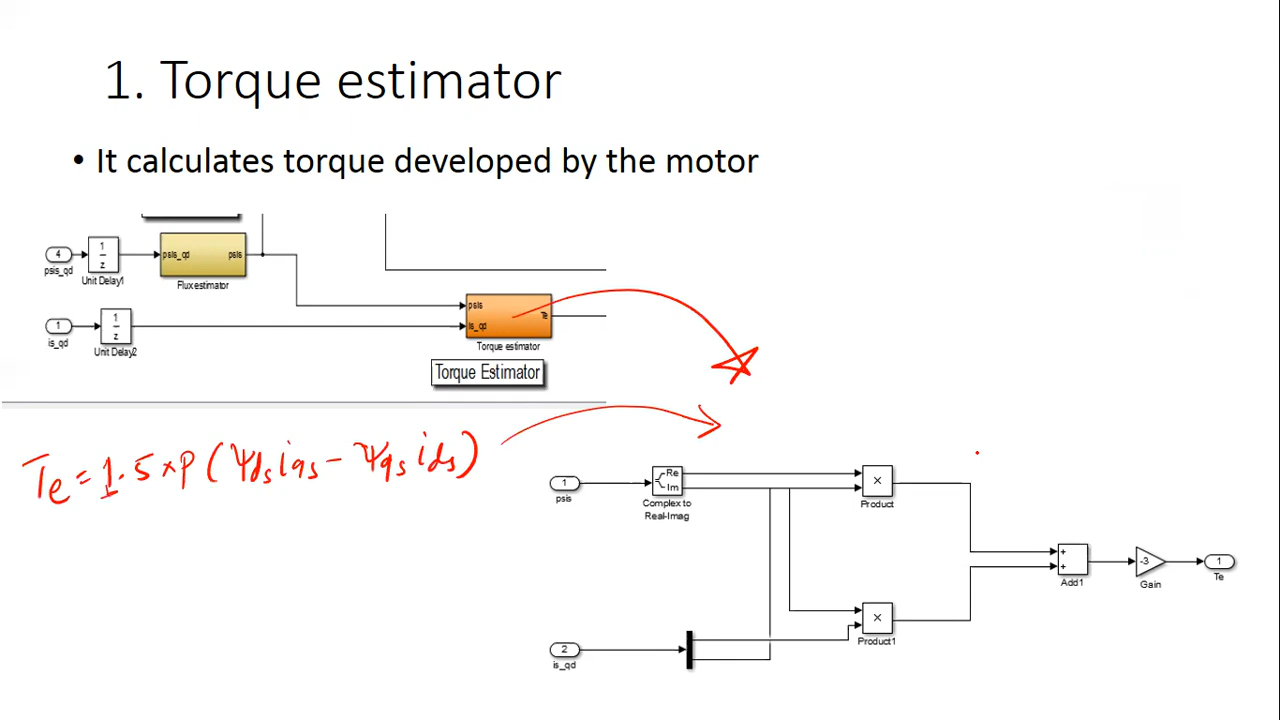 1. Torque estimator
• It calculates torque developed by the motor
4
psis_qd
1
z
Unit Delay1
psis_qd
psis
Flux estimator
1
is_qd
1
z
Unit Delay2
psis
is_qd
Te
Torque estimator
Torque Estimator
Te = 1.5 × P (Ψds iqs − Ψqs ids)
1
psis
Re
Im
Complex to
Real-Imag
×
Product
2
is_qd
×
Product1
+
+
Add1
-3
Gain
1
Te